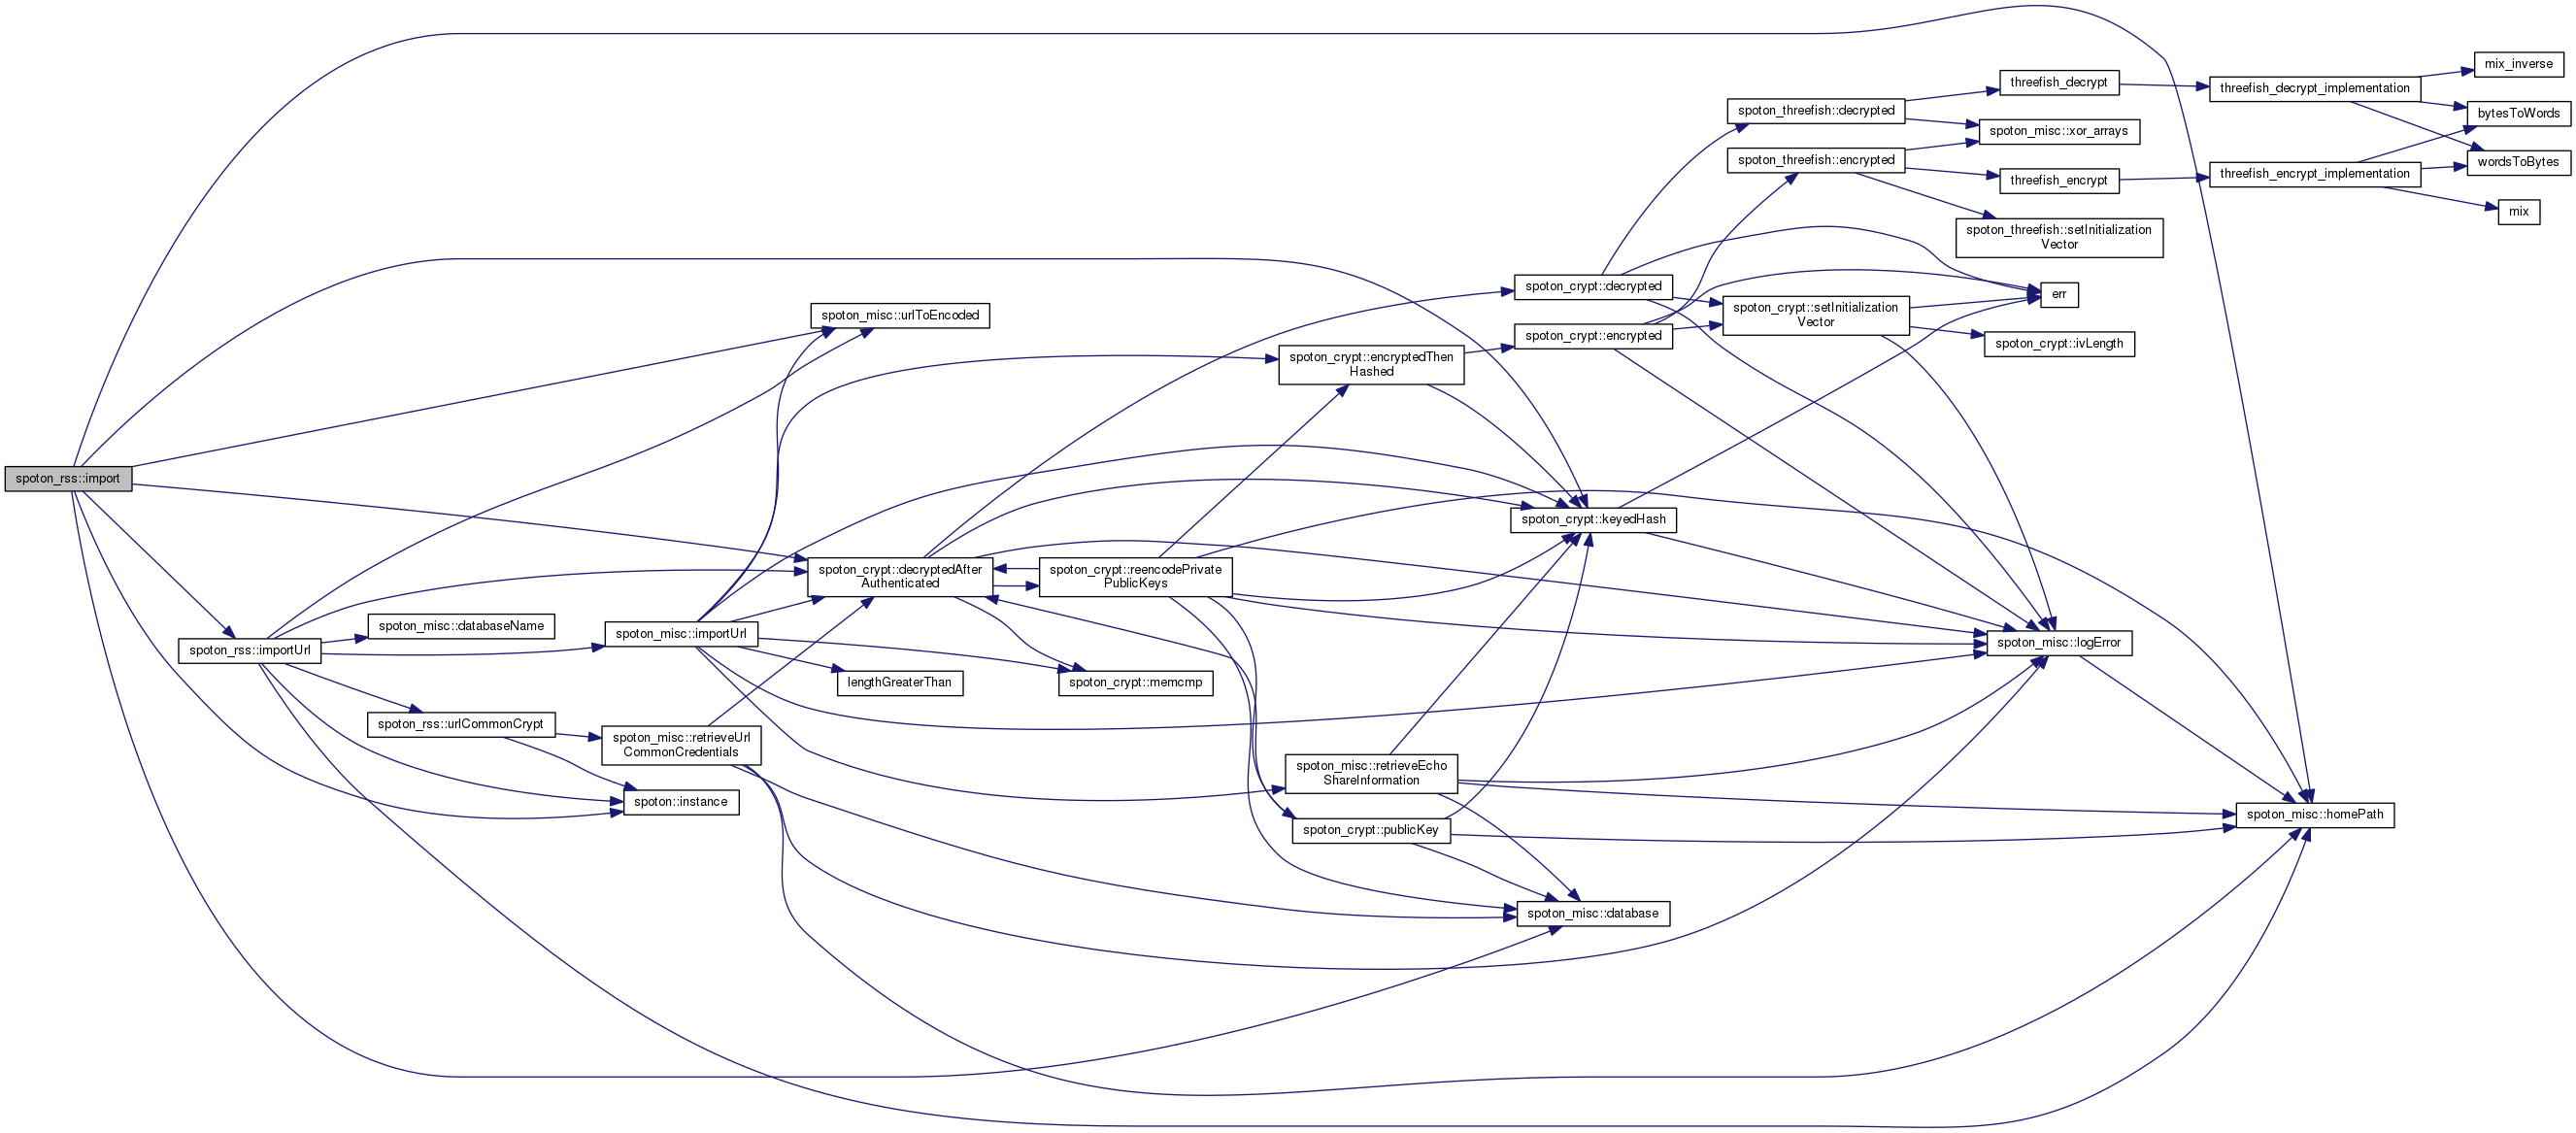 spoton_rss::import
spoton_rss::importUrl
spoton_misc::databaseName
spoton_rss::urlCommonCrypt
spoton_misc::importUrl
spoton_misc::retrieveUrl
CommonCredentials
spoton::instance
spoton_misc::urlToEncoded
spoton_crypt::decryptedAfter
Authenticated
lengthGreaterThan
spoton_crypt::reencodePrivate
PublicKeys
spoton_crypt::memcmp
spoton_crypt::encryptedThen
Hashed
spoton_misc::retrieveEcho
ShareInformation
spoton_crypt::publicKey
spoton_crypt::decrypted
spoton_crypt::encrypted
spoton_crypt::keyedHash
spoton_misc::database
spoton_threefish::decrypted
spoton_threefish::encrypted
spoton_crypt::setInitialization
Vector
threefish_decrypt
spoton_misc::xor_arrays
threefish_encrypt
spoton_threefish::setInitialization
Vector
err
spoton_crypt::ivLength
spoton_misc::logError
threefish_decrypt_implementation
threefish_encrypt_implementation
spoton_misc::homePath
mix_inverse
bytesToWords
wordsToBytes
mix